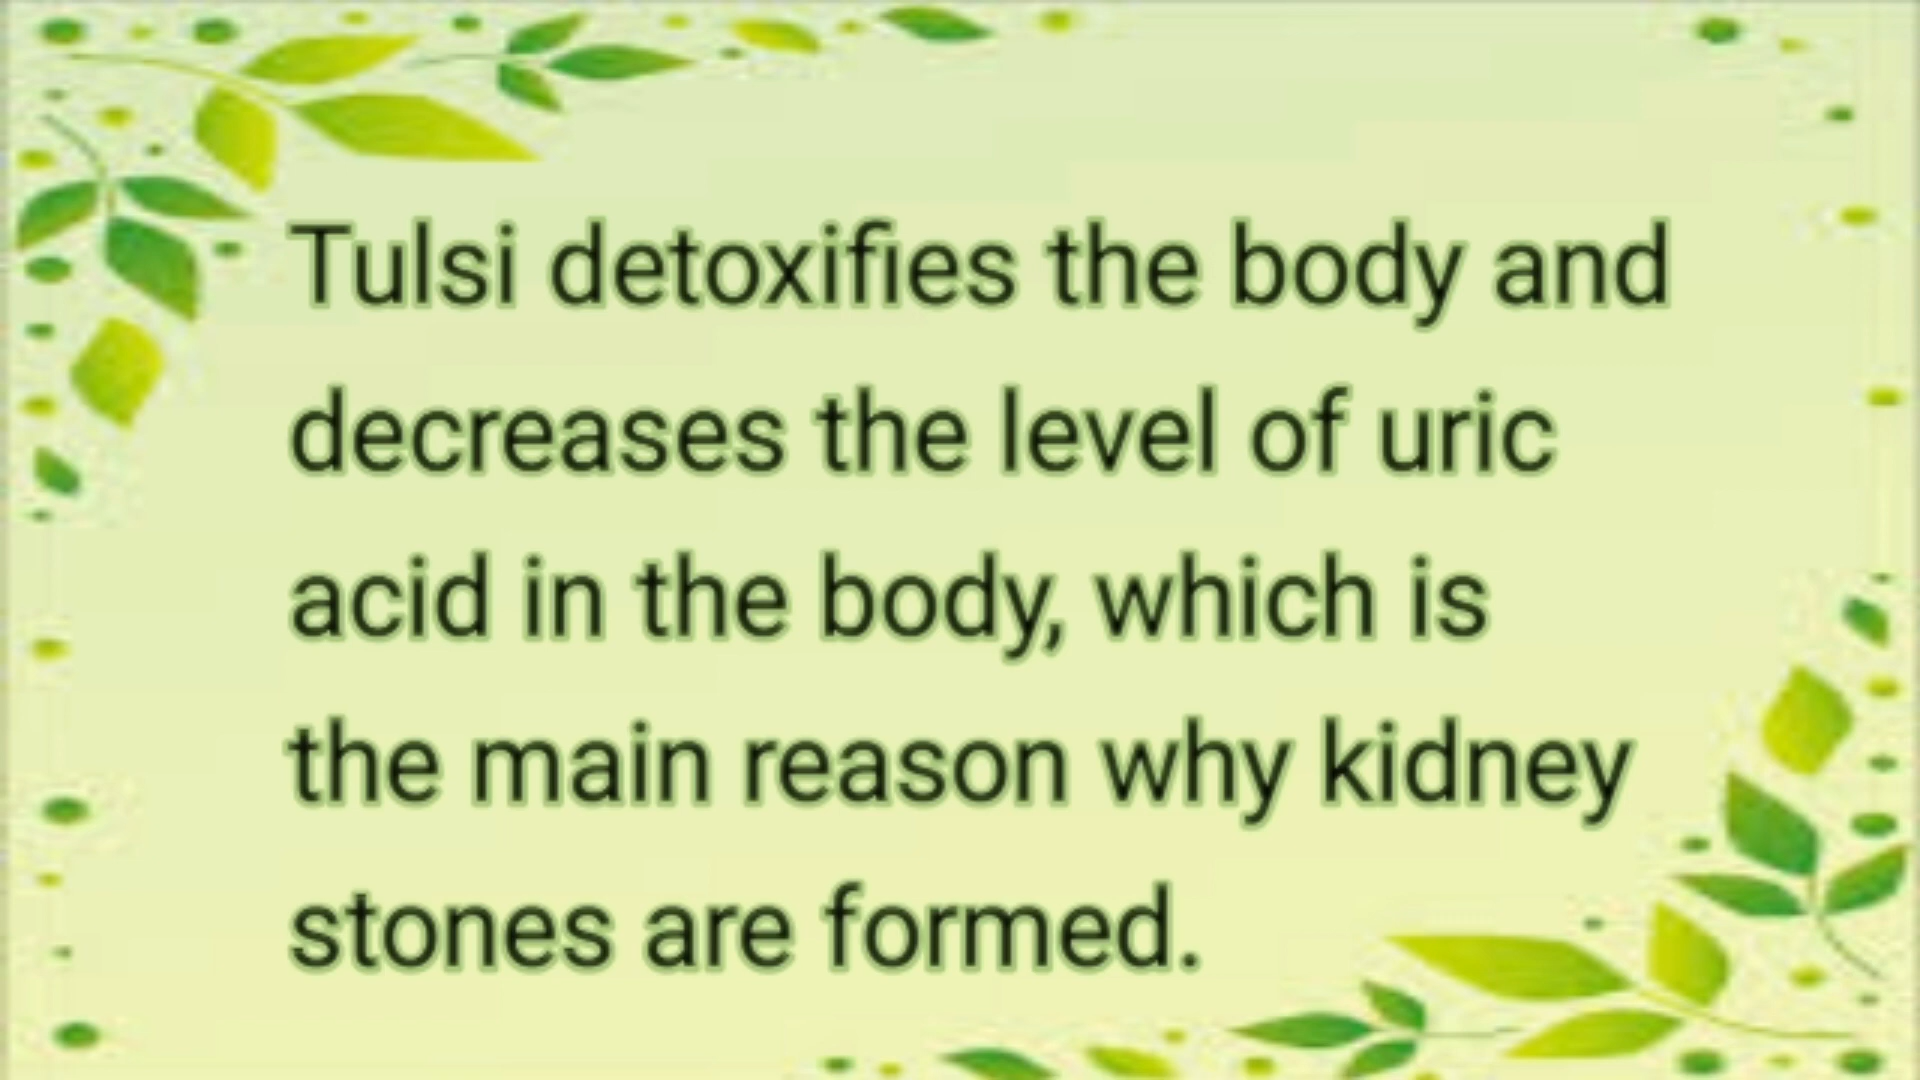 Tulsi detoxifies the body and
decreases the level of uric
acid in the body, which is
the main reason why kidney
stones are formed.